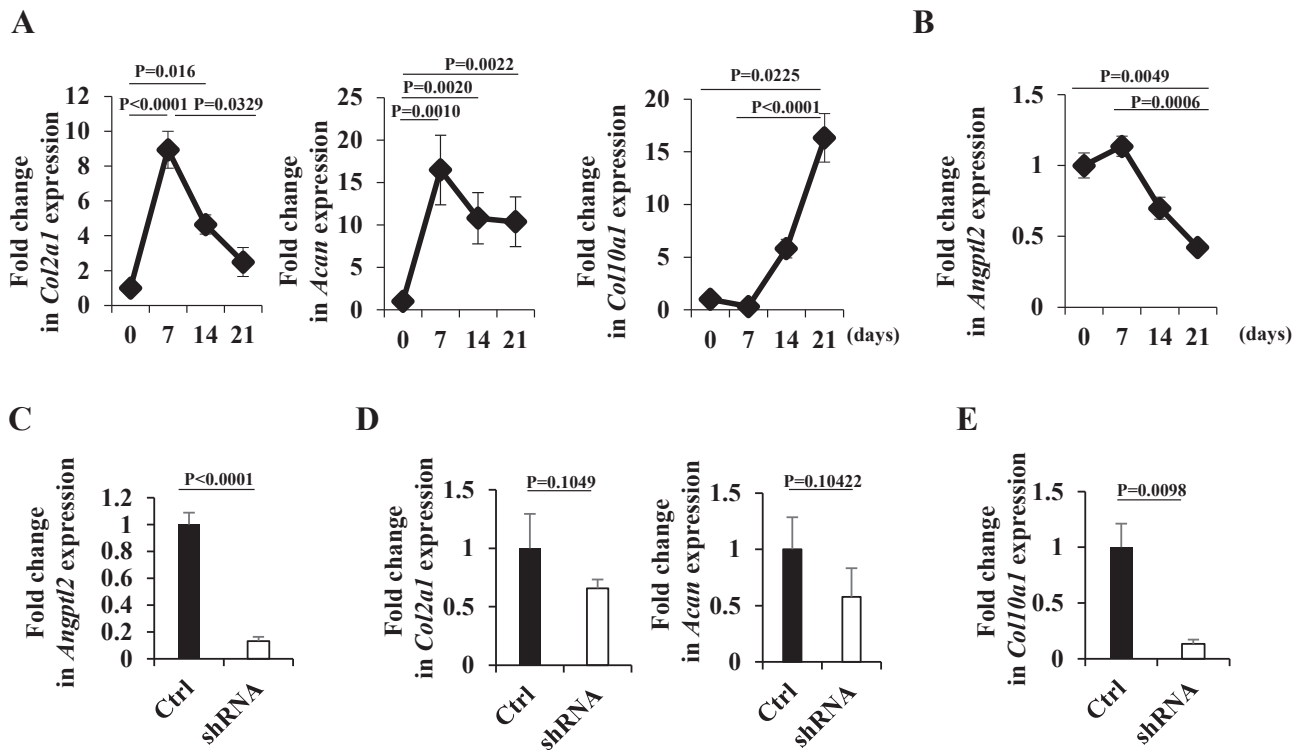 A
B
P=0.016
P<0.0001
P=0.0329
12
10
8
6
4
2
0
0 7 14 21
Fold change
in Col2a1 expression
P=0.0022
P=0.0020
P=0.0010
25
20
15
10
5
0
0 7 14 21
Fold change
in Acan expression
P=0.0225
P<0.0001
20
15
10
5
0
0 7 14 21 (days)
Fold change
in Col10a1 expression
P=0.0049
P=0.0006
1.5
1
0.5
0
0 7 14 21 (days)
Fold change
in Angptl2 expression
C
D
E
P<0.0001
1.2
1
0.8
0.6
0.4
0.2
0
Ctrl
shRNA
Fold change
in Angptl2 expression
P=0.1049
1.5
1
0.5
0
Ctrl
shRNA
Fold change
in Col2a1 expression
P=0.10422
1.5
1
0.5
0
Ctrl
shRNA
Fold change
in Acan expression
P=0.0098
1.5
1
0.5
0
Ctrl
shRNA
Fold change
in Col10a1 expression